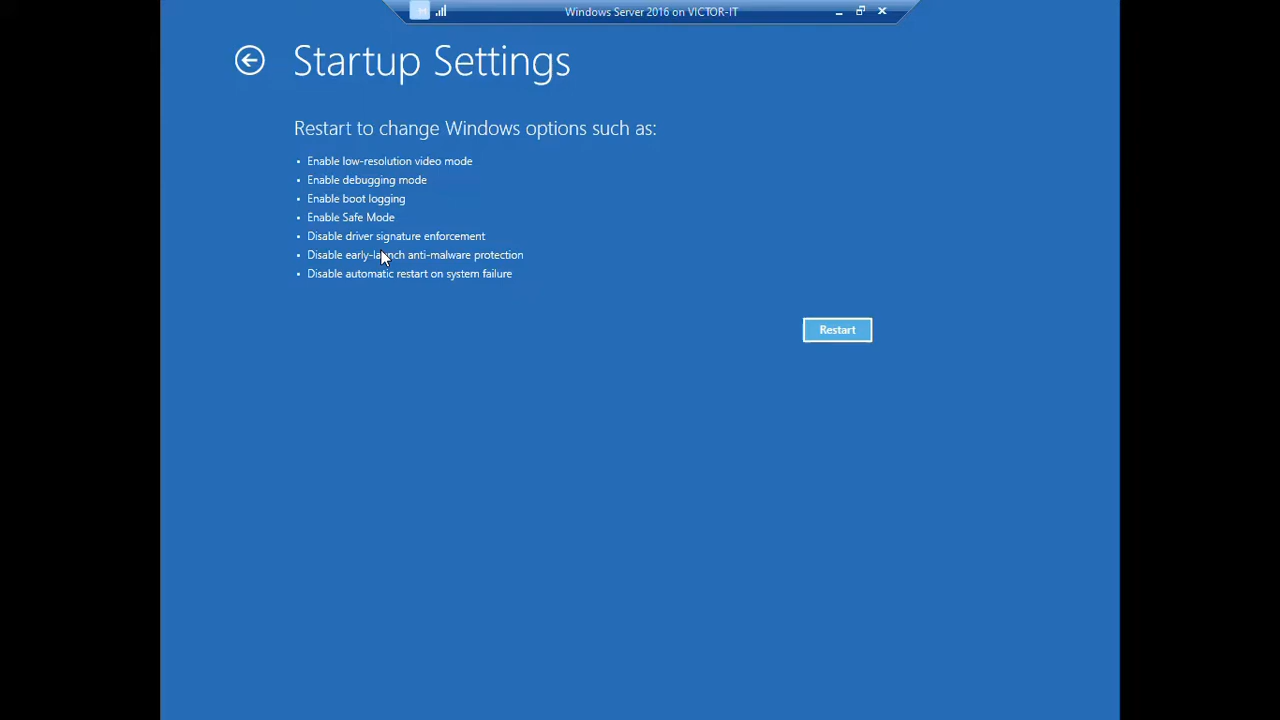 Windows Server 2016 on VICTOR-IT
Startup Settings
Restart to change Windows options such as:
Enable low-resolution video mode
Enable debugging mode
Enable boot logging
Enable Safe Mode
Disable driver signature enforcement
Disable early-launch anti-malware protection
Disable automatic restart on system failure
Restart